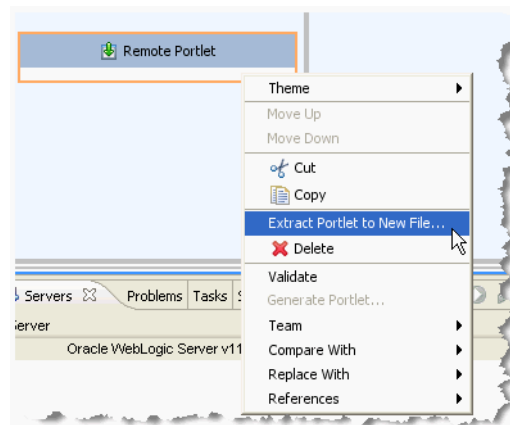 Remote Portlet
Theme
Move Up
Move Down
Cut
Copy
Extract Portlet to New File...
Delete
Validate
Generate Portlet...
Team
Compare With
Replace With
References
Servers Problems Tasks
Server
Oracle WebLogic Server v11